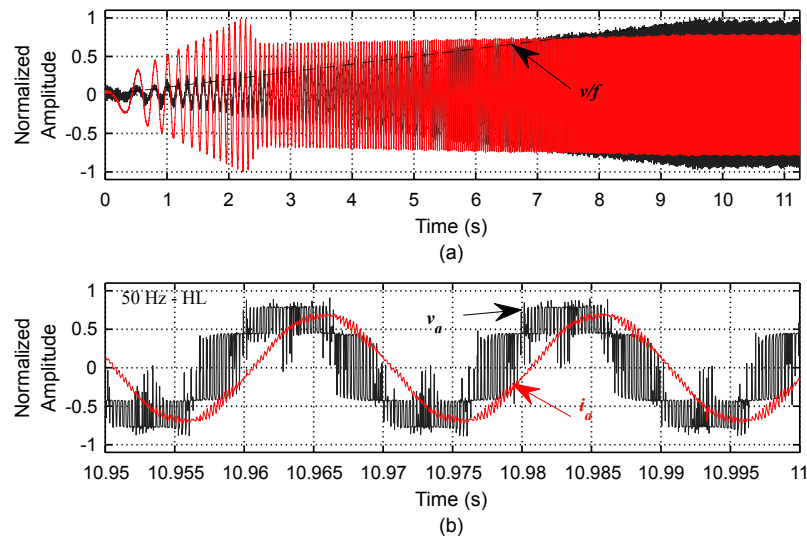 1
0.5
0
-0.5
-1
Normalized
Amplitude
v/f
0 1 2 3 4 5 6 7 8 9 10 11
Time (s)
(a)
50 Hz - HL
1
0.5
0
-0.5
-1
Normalized
Amplitude
v_a
i_a
10.95 10.955 10.96 10.965 10.97 10.975 10.98 10.985 10.99 10.995 11
Time (s)
(b)